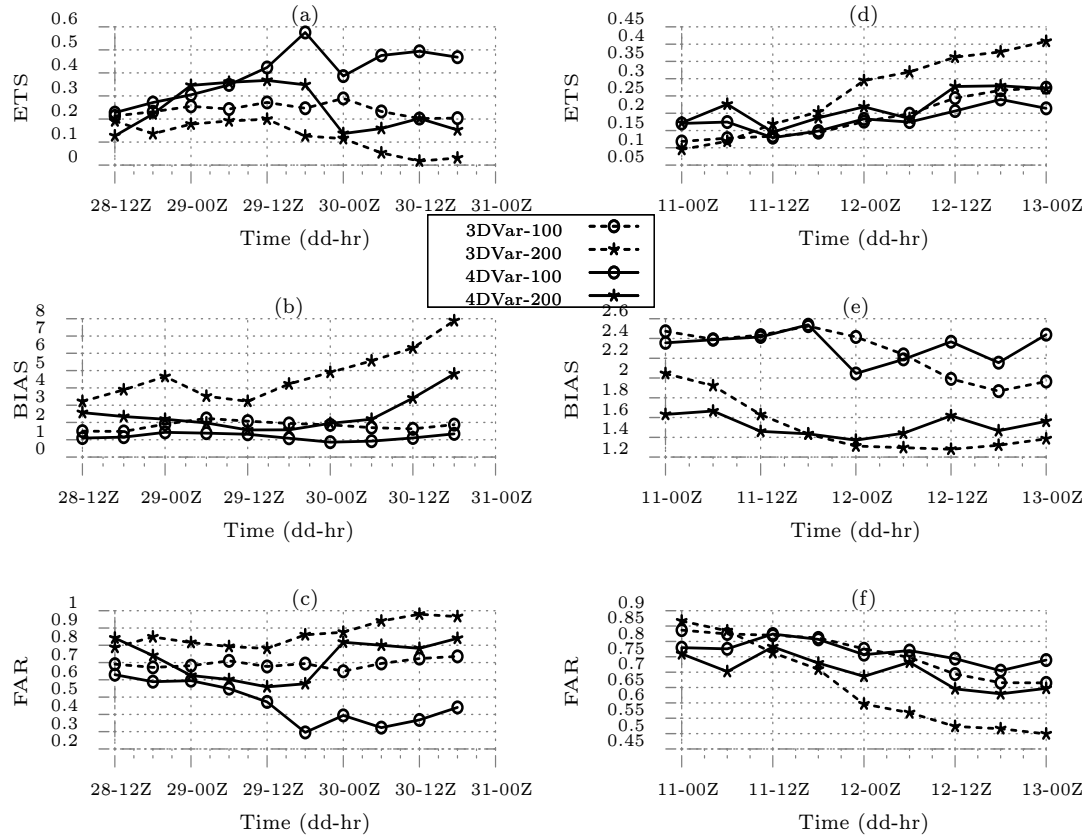 (a)
ETS
0.6
0.5
0.4
0.3
0.2
0.1
0
28-12Z 29-00Z 29-12Z 30-00Z 30-12Z 31-00Z
Time (dd-hr)
(d)
ETS
0.45
0.4
0.35
0.3
0.25
0.2
0.15
0.1
0.05
11-00Z 11-12Z 12-00Z 12-12Z 13-00Z
Time (dd-hr)
3DVar-100
3DVar-200
4DVar-100
4DVar-200
(b)
BIAS
8
7
6
5
4
3
2
1
0
28-12Z 29-00Z 29-12Z 30-00Z 30-12Z 31-00Z
Time (dd-hr)
(e)
BIAS
2.6
2.4
2.2
2
1.8
1.6
1.4
1.2
11-00Z 11-12Z 12-00Z 12-12Z 13-00Z
Time (dd-hr)
(c)
FAR
1
0.9
0.8
0.7
0.6
0.5
0.4
0.3
0.2
28-12Z 29-00Z 29-12Z 30-00Z 30-12Z 31-00Z
Time (dd-hr)
(f)
FAR
0.9
0.85
0.8
0.75
0.7
0.65
0.6
0.55
0.5
0.45
11-00Z 11-12Z 12-00Z 12-12Z 13-00Z
Time (dd-hr)